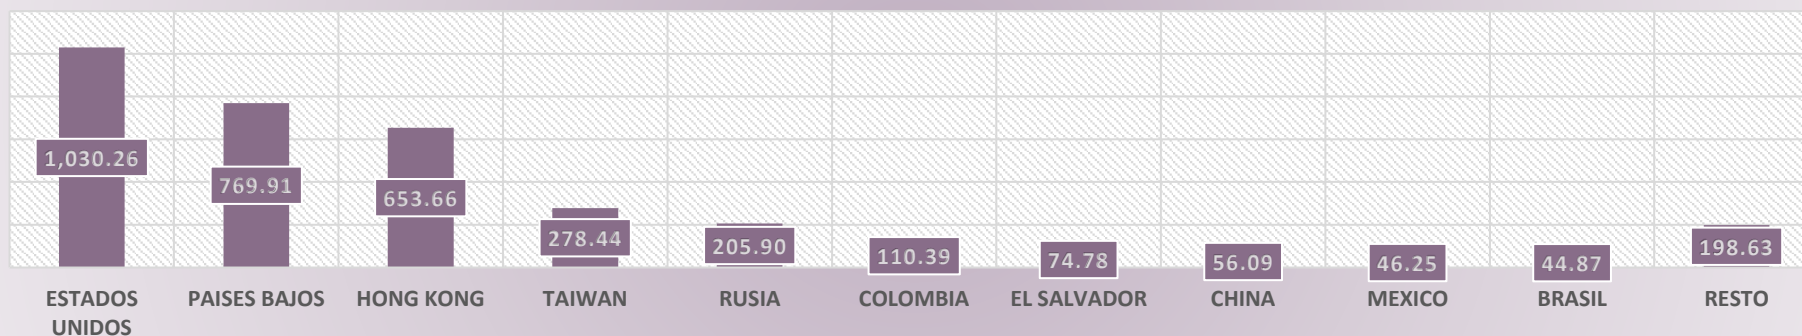 1,030.26
769.91
653.66
278.44
205.90
110.39
74.78
56.09
46.25
44.87
198.63
ESTADOS
UNIDOS
PAISES BAJOS
HONG KONG
TAIWAN
RUSIA
COLOMBIA
EL SALVADOR
CHINA
MEXICO
BRASIL
RESTO